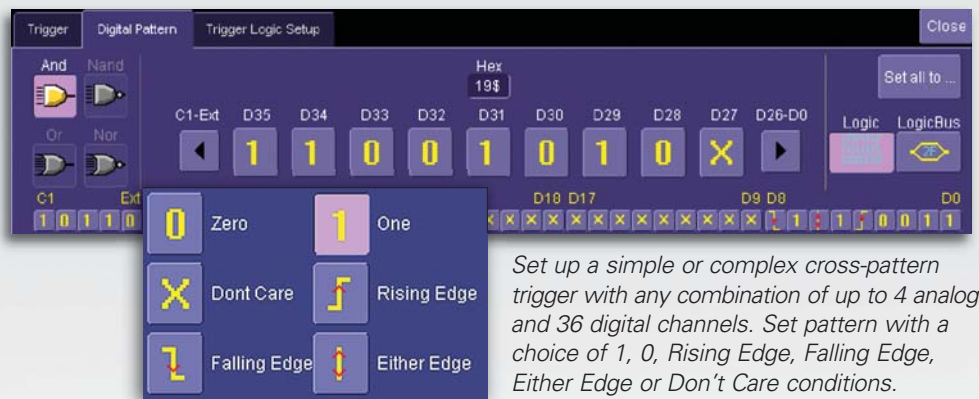 Trigger Digital Pattern Trigger Logic Setup Close
And Nand Hex Set all to ...
19$
C1-Ext D35 D34 D33 D32 D31 D30 D29 D28 D27 D26-D0 Logic LogicBus
Or Nor 1 1 0 0 1 0 1 0 X 2F
C1 Ext D18 D17 D9 D8 D0
1 0 1 1 0 X X X X X X X X X X X X X 1 1 0 0 1 1
0 Zero 1 One
X Dont Care Rising Edge
Falling Edge Either Edge
Set up a simple or complex cross-pattern
trigger with any combination of up to 4 analog
and 36 digital channels. Set pattern with a
choice of 1, 0, Rising Edge, Falling Edge,
Either Edge or Don't Care conditions.